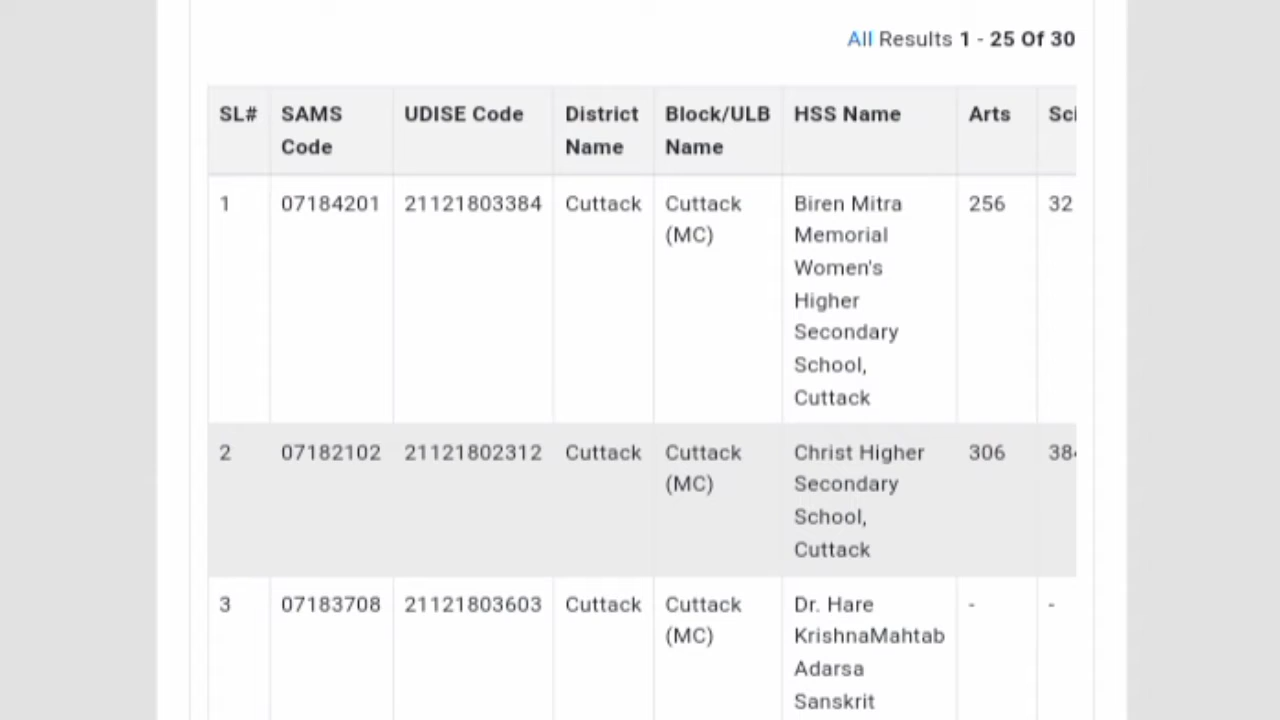 All Results 1 - 25 Of 30
SL# SAMS Code UDISE Code District Name Block/ULB Name HSS Name Arts Sci
1 07184201 21121803384 Cuttack Cuttack (MC) Biren Mitra Memorial Women's Higher Secondary School, Cuttack 256 32
2 07182102 21121802312 Cuttack Cuttack (MC) Christ Higher Secondary School, Cuttack 306 384
3 07183708 21121803603 Cuttack Cuttack (MC) Dr. Hare KrishnaMahtab Adarsa Sanskrit - -